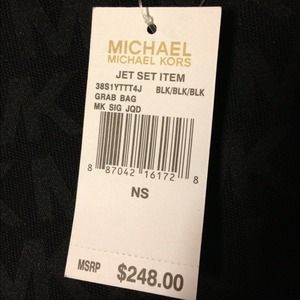 MICHAEL
MICHAEL KORS
JET SET ITEM
38S1YTTT4J BLK/BLK/BLK
GRAB BAG
MK SIG JQD
8 87042 16172 8
NS
MSRP $248.00